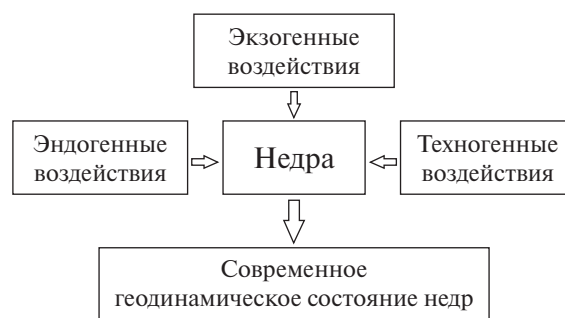 Экзогенные
воздействия
Эндогенные
воздействия
Недра
Техногенные
воздействия
Современное
геодинамическое состояние недр